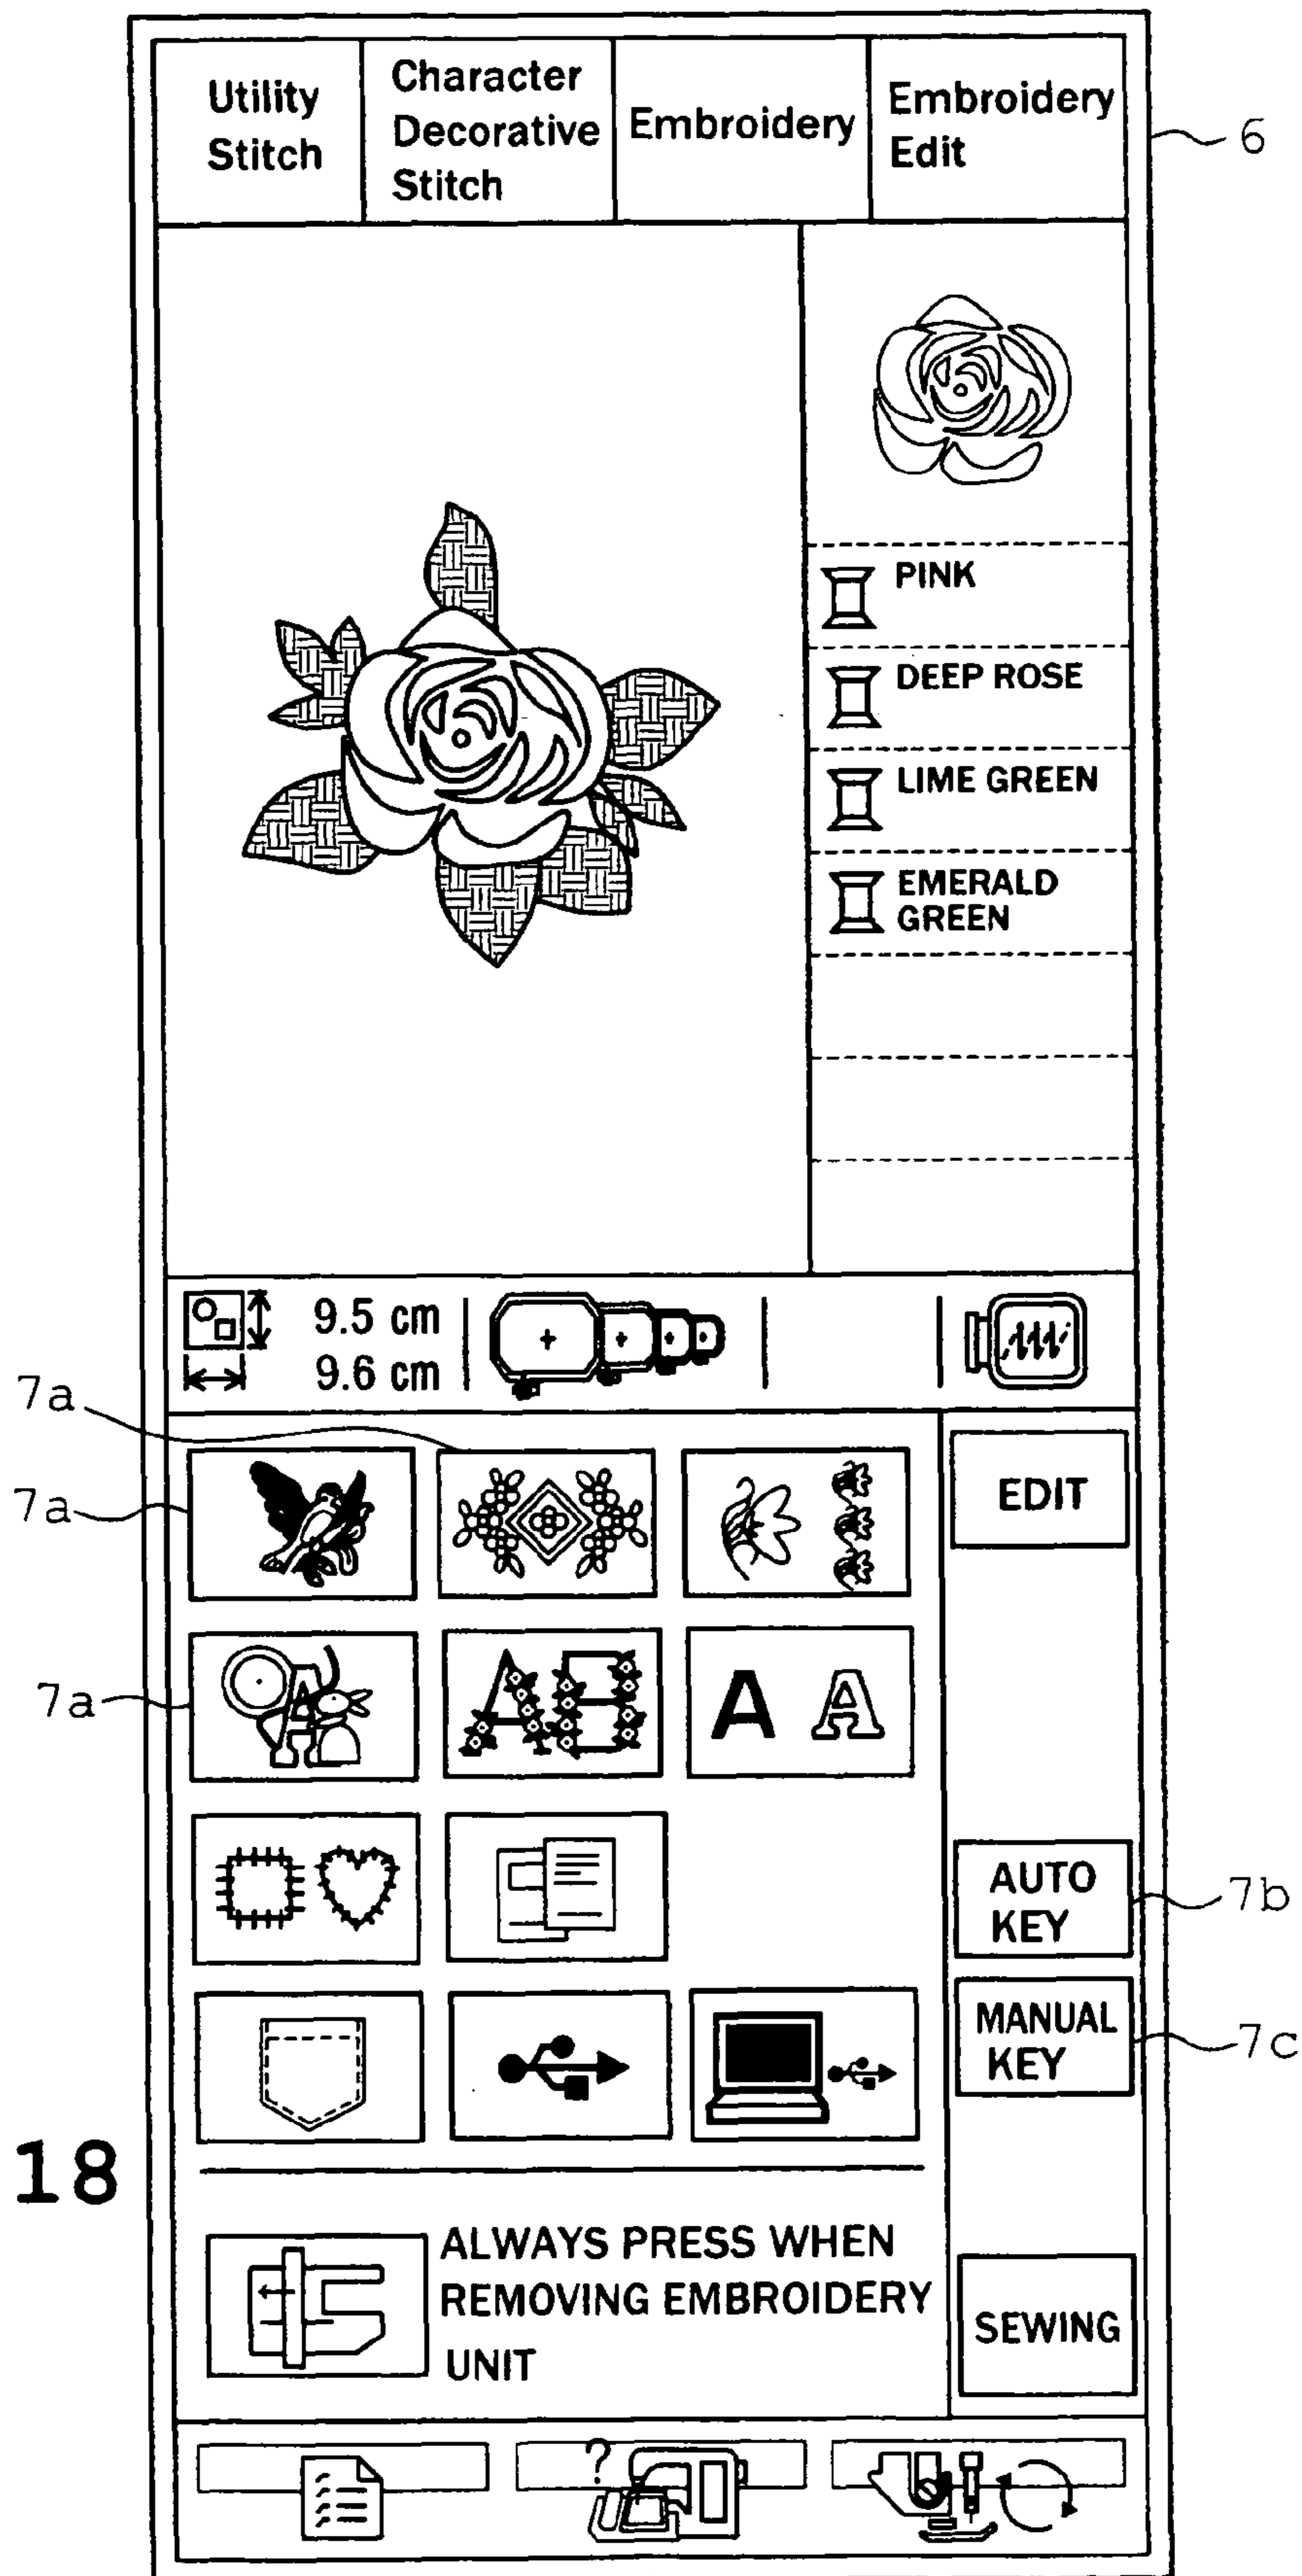 Utility
Stitch
Character
Decorative
Stitch
Embroidery
Embroidery
Edit
6
PINK
DEEP ROSE
LIME GREEN
EMERALD
GREEN
9.5 cm
9.6 cm
7a
7a
EDIT
7a
A B
A A
AUTO
KEY
7b
MANUAL
KEY
7c
18
ALWAYS PRESS WHEN
REMOVING EMBROIDERY
UNIT
SEWING
?